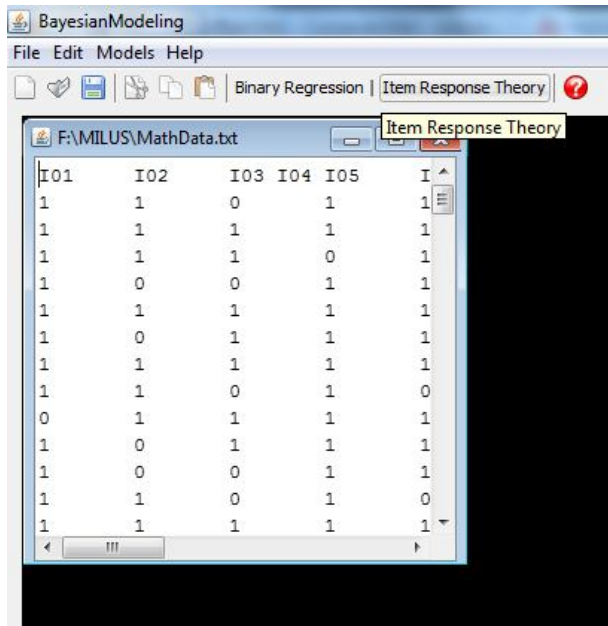 BayesianModeling
File Edit Models Help
Binary Regression | Item Response Theory
Item Response Theory
F:\MILUS\MathData.txt
I01 I02 I03 I04 I05 I
1 1 0 1 1
1 1 1 1 1
1 1 1 0 1
1 0 0 1 1
1 1 1 1 1
1 0 1 1 1
1 1 1 1 1
1 1 0 1 0
0 1 1 1 1
1 0 1 1 1
1 0 0 1 1
1 1 0 1 0
1 1 1 1 1